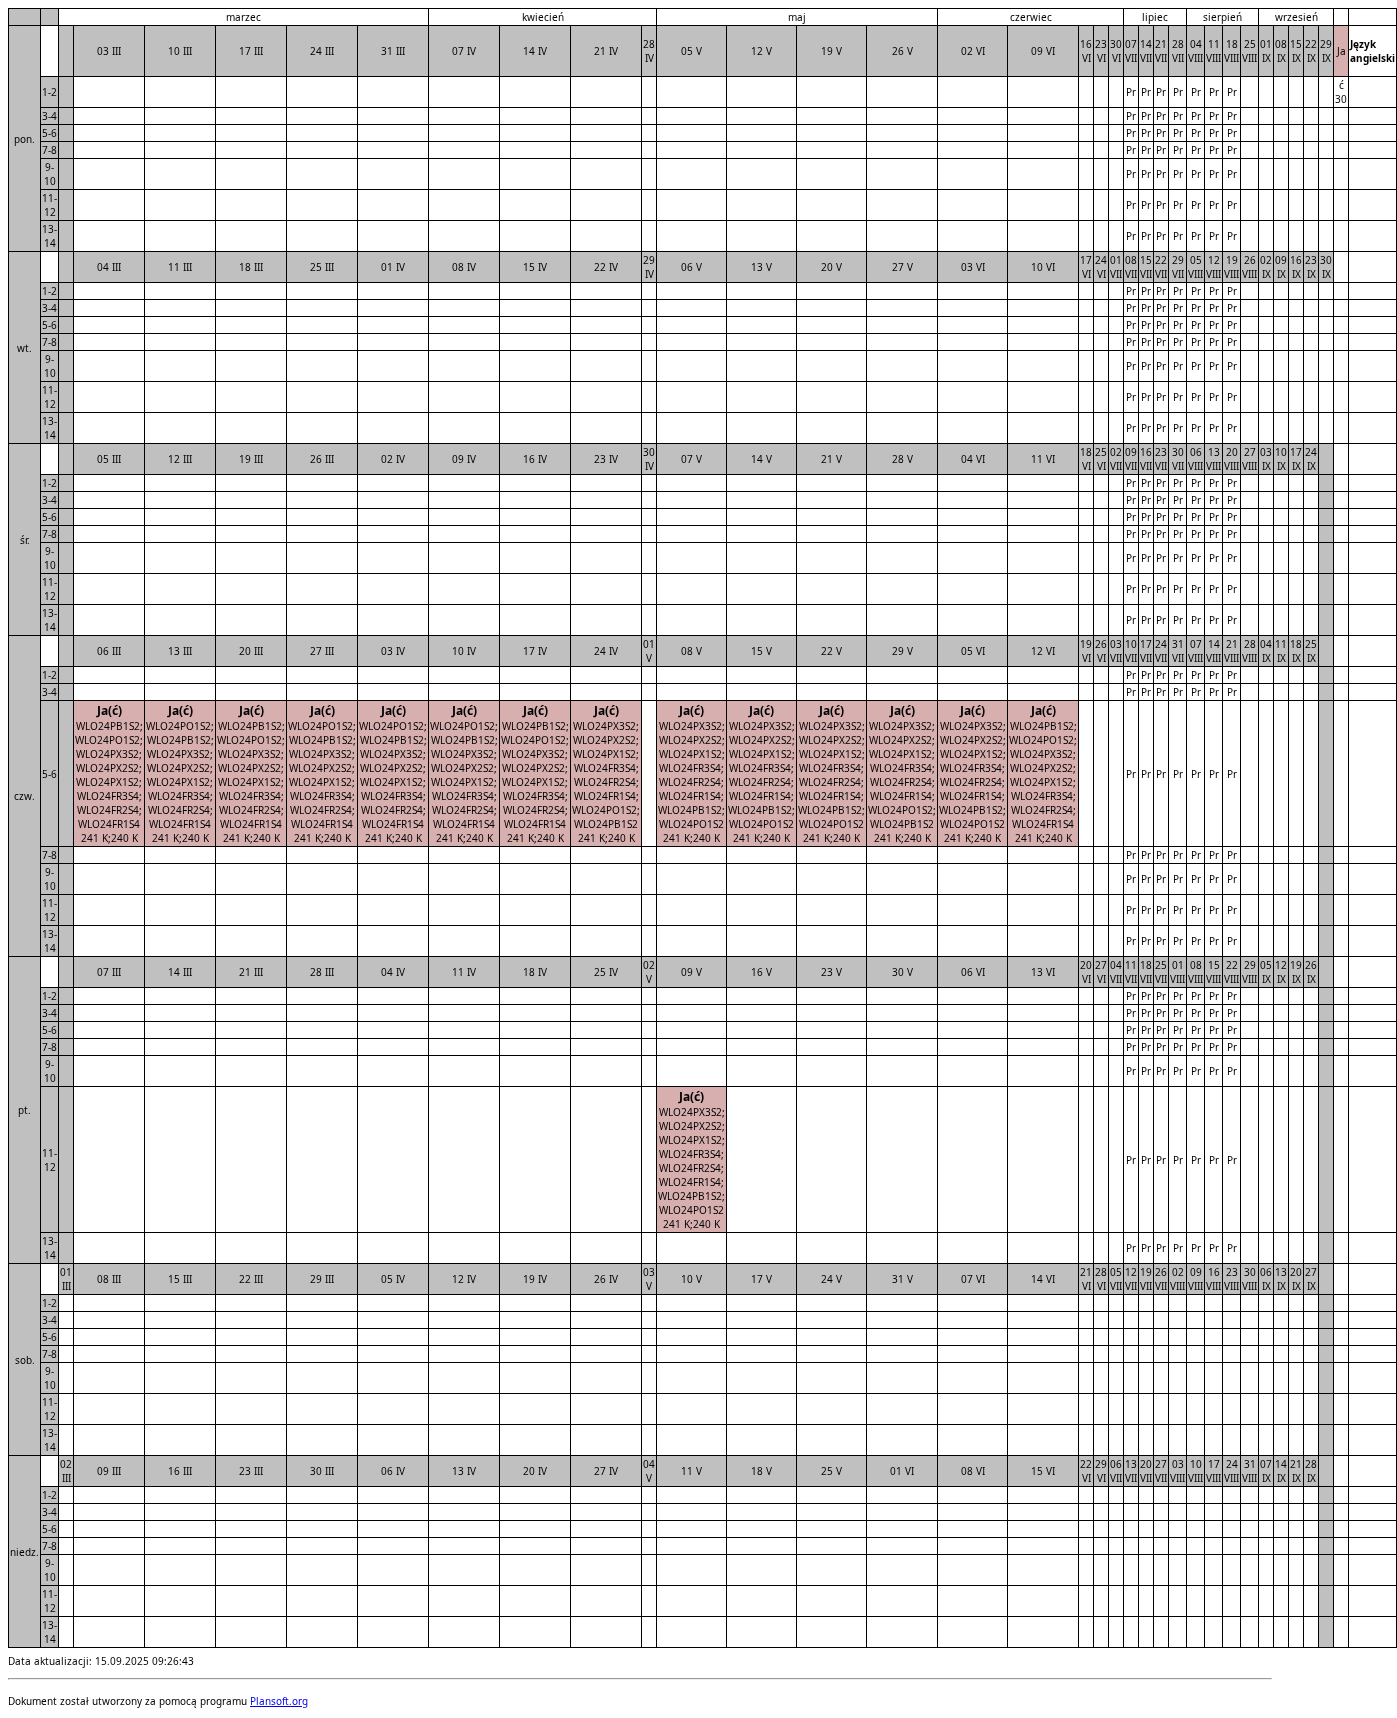 marzec kwiecień maj czerwiec lipiec sierpień wrzesień
pon. 03 III 10 III 17 III 24 III 31 III 07 IV 14 IV 21 IV 28 IV 05 V 12 V 19 V 26 V 02 VI 09 VI 16 VI 23 VI 30 VI 07 VII 14 VII 21 VII 28 VII 04 VIII 11 VIII 18 VIII 25 VIII 01 IX 08 IX 15 IX 22 IX 29 IX Ja Język angielski
1-2 Pr Pr Pr Pr Pr Pr Pr ć 30
3-4 Pr Pr Pr Pr Pr Pr Pr
5-6 Pr Pr Pr Pr Pr Pr Pr
7-8 Pr Pr Pr Pr Pr Pr Pr
9-10 Pr Pr Pr Pr Pr Pr Pr
11-12 Pr Pr Pr Pr Pr Pr Pr
13-14 Pr Pr Pr Pr Pr Pr Pr
wt. 04 III 11 III 18 III 25 III 01 IV 08 IV 15 IV 22 IV 29 IV 06 V 13 V 20 V 27 V 03 VI 10 VI 17 VI 24 VI 01 VII 08 VII 15 VII 22 VII 29 VII 05 VIII 12 VIII 19 VIII 26 VIII 02 IX 09 IX 16 IX 23 IX 30 IX
1-2 Pr Pr Pr Pr Pr Pr Pr
3-4 Pr Pr Pr Pr Pr Pr Pr
5-6 Pr Pr Pr Pr Pr Pr Pr
7-8 Pr Pr Pr Pr Pr Pr Pr
9-10 Pr Pr Pr Pr Pr Pr Pr
11-12 Pr Pr Pr Pr Pr Pr Pr
13-14 Pr Pr Pr Pr Pr Pr Pr
śr. 05 III 12 III 19 III 26 III 02 IV 09 IV 16 IV 23 IV 30 IV 07 V 14 V 21 V 28 V 04 VI 11 VI 18 VI 25 VI 02 VII 09 VII 16 VII 23 VII 30 VII 06 VIII 13 VIII 20 VIII 27 VIII 03 IX 10 IX 17 IX 24 IX
1-2 Pr Pr Pr Pr Pr Pr Pr
3-4 Pr Pr Pr Pr Pr Pr Pr
5-6 Pr Pr Pr Pr Pr Pr Pr
7-8 Pr Pr Pr Pr Pr Pr Pr
9-10 Pr Pr Pr Pr Pr Pr Pr
11-12 Pr Pr Pr Pr Pr Pr Pr
13-14 Pr Pr Pr Pr Pr Pr Pr
czw. 06 III 13 III 20 III 27 III 03 IV 10 IV 17 IV 24 IV 01 V 08 V 15 V 22 V 29 V 05 VI 12 VI 19 VI 26 VI 03 VII 10 VII 17 VII 24 VII 31 VII 07 VIII 14 VIII 21 VIII 28 VIII 04 IX 11 IX 18 IX 25 IX
1-2 Pr Pr Pr Pr Pr Pr Pr
3-4 Pr Pr Pr Pr Pr Pr Pr
Ja(ć) Ja(ć) Ja(ć) Ja(ć) Ja(ć) Ja(ć) Ja(ć) Ja(ć) Ja(ć) Ja(ć) Ja(ć) Ja(ć) Ja(ć) Ja(ć)
WLO24PB1S2; WLO24PO1S2; WLO24PB1S2; WLO24PO1S2; WLO24PO1S2; WLO24PO1S2; WLO24PB1S2; WLO24PX3S2; WLO24PX3S2; WLO24PX3S2; WLO24PX3S2; WLO24PX3S2; WLO24PX3S2; WLO24PB1S2;
WLO24PO1S2; WLO24PB1S2; WLO24PO1S2; WLO24PB1S2; WLO24PB1S2; WLO24PB1S2; WLO24PO1S2; WLO24PX2S2; WLO24PX2S2; WLO24PX2S2; WLO24PX2S2; WLO24PX2S2; WLO24PX2S2; WLO24PO1S2;
WLO24PX3S2; WLO24PX3S2; WLO24PX3S2; WLO24PX3S2; WLO24PX3S2; WLO24PX3S2; WLO24PX3S2; WLO24PX1S2; WLO24PX1S2; WLO24PX1S2; WLO24PX1S2; WLO24PX1S2; WLO24PX1S2; WLO24PX3S2;
WLO24PX2S2; WLO24PX2S2; WLO24PX2S2; WLO24PX2S2; WLO24PX2S2; WLO24PX2S2; WLO24PX2S2; WLO24FR3S4; WLO24FR3S4; WLO24FR3S4; WLO24FR3S4; WLO24FR3S4; WLO24FR3S4; WLO24PX2S2;
5-6 WLO24PX1S2; WLO24PX1S2; WLO24PX1S2; WLO24PX1S2; WLO24PX1S2; WLO24PX1S2; WLO24PX1S2; WLO24FR2S4; WLO24FR2S4; WLO24FR2S4; WLO24FR2S4; WLO24FR2S4; WLO24FR2S4; WLO24PX1S2; Pr Pr Pr Pr Pr Pr Pr
WLO24FR3S4; WLO24FR3S4; WLO24FR3S4; WLO24FR3S4; WLO24FR3S4; WLO24FR3S4; WLO24FR3S4; WLO24FR1S4; WLO24FR1S4; WLO24FR1S4; WLO24FR1S4; WLO24FR1S4; WLO24FR1S4; WLO24FR3S4;
WLO24FR2S4; WLO24FR2S4; WLO24FR2S4; WLO24FR2S4; WLO24FR2S4; WLO24FR2S4; WLO24FR2S4; WLO24PO1S2; WLO24PB1S2; WLO24PB1S2; WLO24PB1S2; WLO24PO1S2; WLO24PB1S2; WLO24FR2S4;
WLO24FR1S4 WLO24FR1S4 WLO24FR1S4 WLO24FR1S4 WLO24FR1S4 WLO24FR1S4 WLO24FR1S4 WLO24PB1S2 WLO24PO1S2 WLO24PO1S2 WLO24PO1S2 WLO24PB1S2 WLO24PO1S2 WLO24FR1S4
241 K;240 K 241 K;240 K 241 K;240 K 241 K;240 K 241 K;240 K 241 K;240 K 241 K;240 K 241 K;240 K 241 K;240 K 241 K;240 K 241 K;240 K 241 K;240 K 241 K;240 K 241 K;240 K
7-8 Pr Pr Pr Pr Pr Pr Pr
9-10 Pr Pr Pr Pr Pr Pr Pr
11-12 Pr Pr Pr Pr Pr Pr Pr
13-14 Pr Pr Pr Pr Pr Pr Pr
pt. 07 III 14 III 21 III 28 III 04 IV 11 IV 18 IV 25 IV 02 V 09 V 16 V 23 V 30 V 06 VI 13 VI 20 VI 27 VI 04 VII 11 VII 18 VII 25 VII 01 VIII 08 VIII 15 VIII 22 VIII 29 VIII 05 IX 12 IX 19 IX 26 IX
1-2 Pr Pr Pr Pr Pr Pr Pr
3-4 Pr Pr Pr Pr Pr Pr Pr
5-6 Pr Pr Pr Pr Pr Pr Pr
7-8 Pr Pr Pr Pr Pr Pr Pr
9-10 Pr Pr Pr Pr Pr Pr Pr
Ja(ć)
WLO24PX3S2;
WLO24PX2S2;
WLO24PX1S2;
WLO24FR3S4;
11-12 WLO24FR2S4; Pr Pr Pr Pr Pr Pr Pr
WLO24FR1S4;
WLO24PB1S2;
WLO24PO1S2
241 K;240 K
13-14 Pr Pr Pr Pr Pr Pr Pr
sob. 01 III 08 III 15 III 22 III 29 III 05 IV 12 IV 19 IV 26 IV 03 V 10 V 17 V 24 V 31 V 07 VI 14 VI 21 VI 28 VI 05 VII 12 VII 19 VII 26 VII 02 VIII 09 VIII 16 VIII 23 VIII 30 VIII 06 IX 13 IX 20 IX 27 IX
1-2
3-4
5-6
7-8
9-10
11-12
13-14
niedz. 02 III 09 III 16 III 23 III 30 III 06 IV 13 IV 20 IV 27 IV 04 V 11 V 18 V 25 V 01 VI 08 VI 15 VI 22 VI 29 VI 06 VII 13 VII 20 VII 27 VII 03 VIII 10 VIII 17 VIII 24 VIII 31 VIII 07 IX 14 IX 21 IX 28 IX
1-2
3-4
5-6
7-8
9-10
11-12
13-14
Data aktualizacji: 15.09.2025 09:26:43
Dokument został utworzony za pomocą programu Plansoft.org